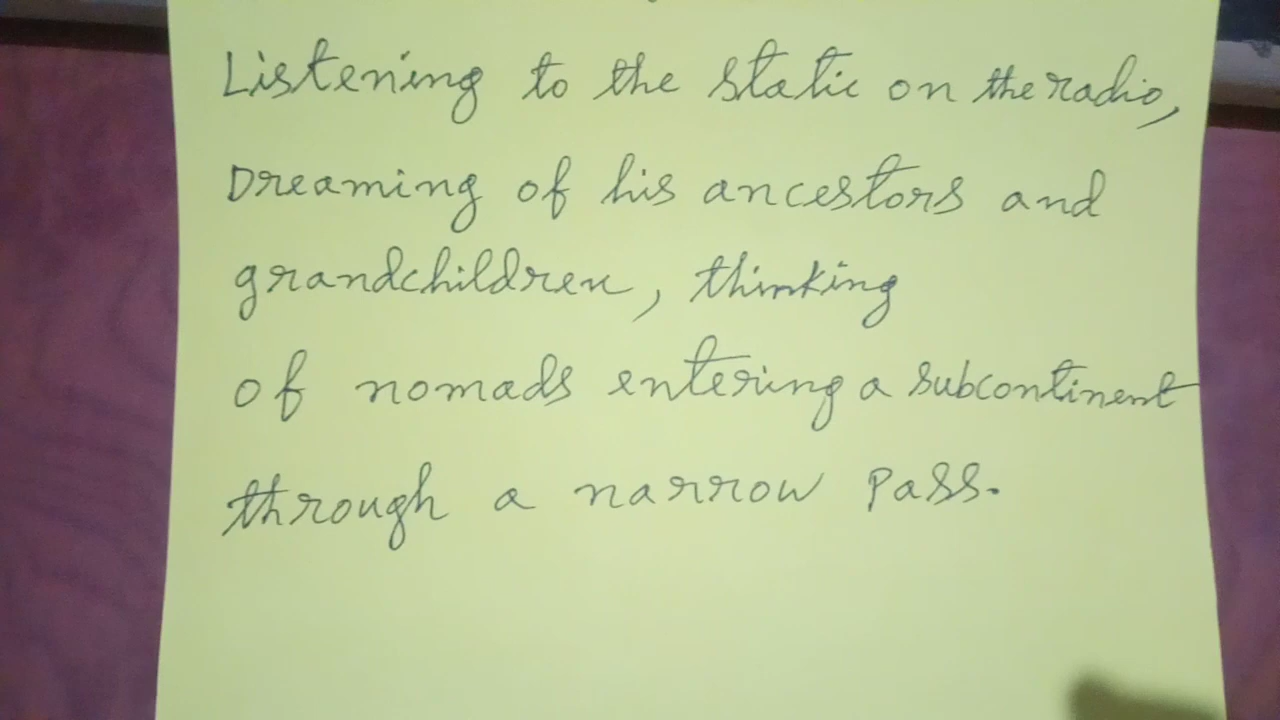 Listening to the static on the radio,
Dreaming of his ancestors and
grandchildren, thinking
of nomads entering a subcontinent
through a narrow pass.